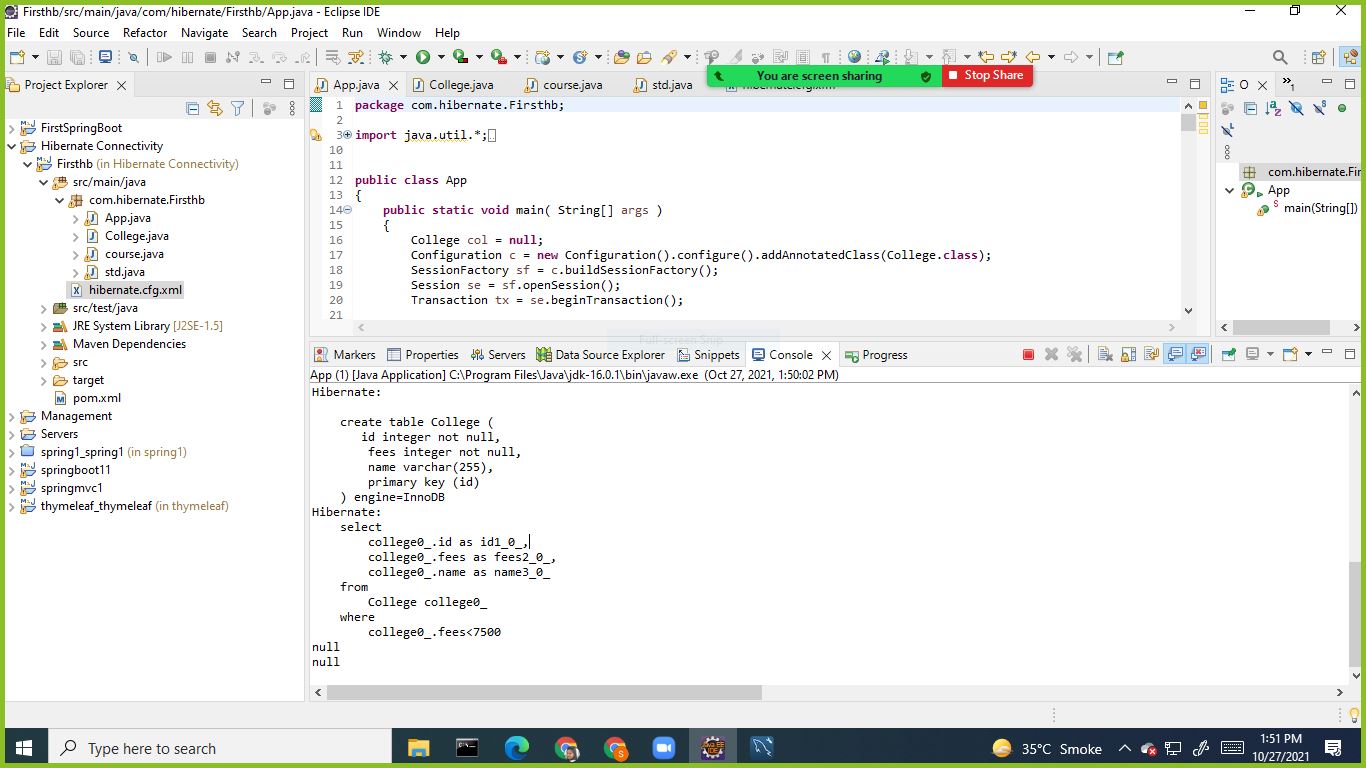 Firsthb/src/main/java/com/hibernate/Firsthb/App.java - Eclipse IDE
File Edit Source Refactor Navigate Search Project Run Window Help
You are screen sharing
Stop Share
Project Explorer
FirstSpringBoot
Hibernate Connectivity
Firsthb (in Hibernate Connectivity)
src/main/java
com.hibernate.Firsthb
App.java
College.java
course.java
std.java
hibernate.cfg.xml
src/test/java
JRE System Library [J2SE-1.5]
Maven Dependencies
src
target
pom.xml
Management
Servers
spring1_spring1 (in spring1)
springboot11
springmvc1
thymeleaf_thymeleaf (in thymeleaf)
App.java College.java course.java std.java hibernate.cfg.xml
1 package com.hibernate.Firsthb;
2
3 import java.util.*;
10
11
12 public class App
13 {
14 public static void main( String[] args )
15 {
16 College col = null;
17 Configuration c = new Configuration().configure().addAnnotatedClass(College.class);
18 SessionFactory sf = c.buildSessionFactory();
19 Session se = sf.openSession();
20 Transaction tx = se.beginTransaction();
21
O
1
com.hibernate.Fir
App
main(String[])
Full-screen Snip
Markers Properties Servers Data Source Explorer Snippets Console Progress
App (1) [Java Application] C:\Program Files\Java\jdk-16.0.1\bin\javaw.exe (Oct 27, 2021, 1:50:02 PM)
Hibernate:
create table College (
id integer not null,
fees integer not null,
name varchar(255),
primary key (id)
) engine=InnoDB
Hibernate:
select
college0_.id as id1_0_,
college0_.fees as fees2_0_,
college0_.name as name3_0_
from
College college0_
where
college0_.fees<7500
null
null
Type here to search
35°C Smoke
1:51 PM
10/27/2021